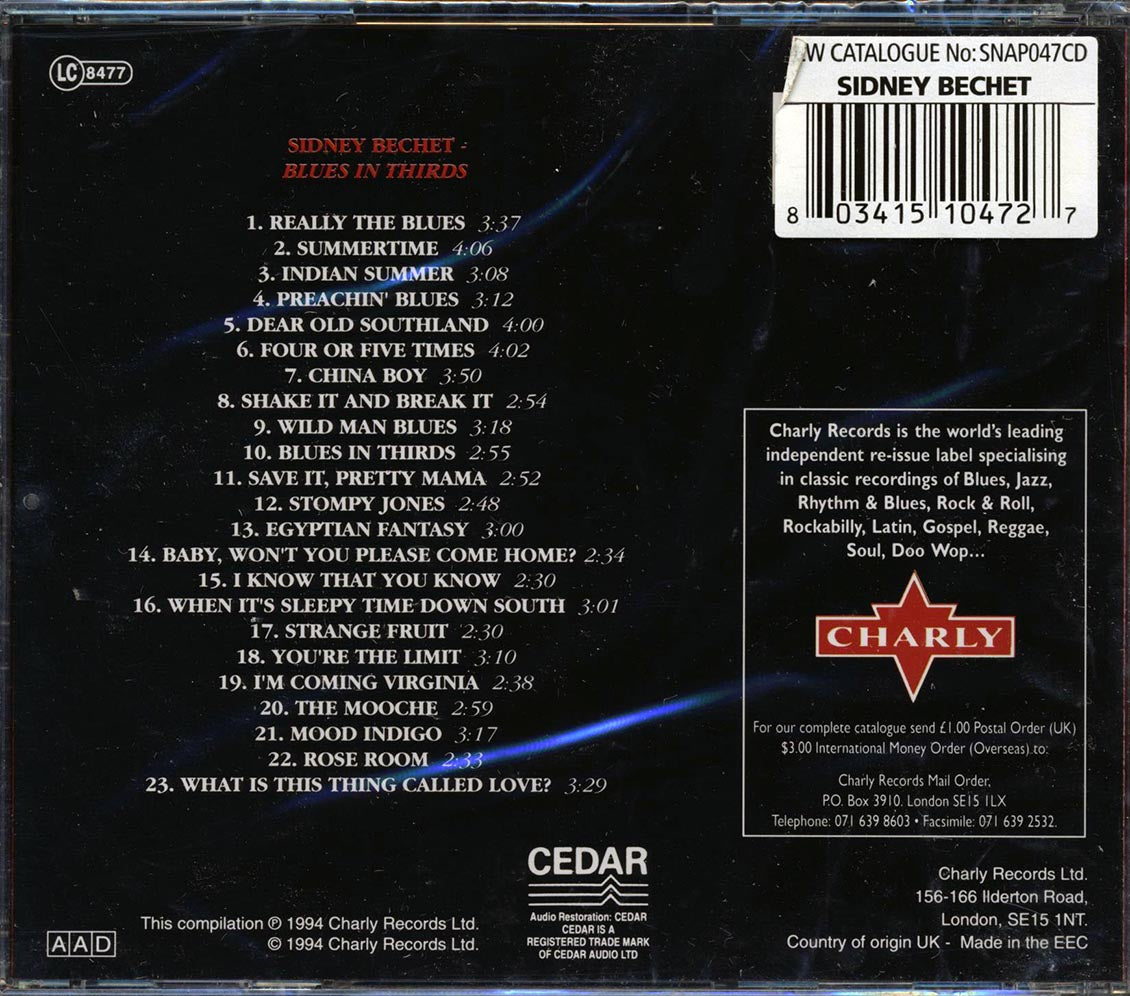 LC 8477
W CATALOGUE No: SNAP047CD
SIDNEY BECHET
8 03415 10472 7
SIDNEY BECHET -
BLUES IN THIRDS
1. REALLY THE BLUES 3:37
2. SUMMERTIME 4:06
3. INDIAN SUMMER 3:08
4. PREACHIN' BLUES 3:12
5. DEAR OLD SOUTHLAND 4:00
6. FOUR OR FIVE TIMES 4:02
7. CHINA BOY 3:50
8. SHAKE IT AND BREAK IT 2:54
9. WILD MAN BLUES 3:18
10. BLUES IN THIRDS 2:55
11. SAVE IT, PRETTY MAMA 2:52
12. STOMPY JONES 2:48
13. EGYPTIAN FANTASY 3:00
14. BABY, WON'T YOU PLEASE COME HOME? 2:34
15. I KNOW THAT YOU KNOW 2:30
16. WHEN IT'S SLEEPY TIME DOWN SOUTH 3:01
17. STRANGE FRUIT 2:30
18. YOU'RE THE LIMIT 3:10
19. I'M COMING VIRGINIA 2:38
20. THE MOOCHE 2:59
21. MOOD INDIGO 3:17
22. ROSE ROOM 2:33
23. WHAT IS THIS THING CALLED LOVE? 3:29
Charly Records is the world's leading
independent re-issue label specialising
in classic recordings of Blues, Jazz,
Rhythm & Blues, Rock & Roll,
Rockabilly, Latin, Gospel, Reggae,
Soul, Doo Wop...
CHARLY
For our complete catalogue send £1.00 Postal Order (UK)
$3.00 International Money Order (Overseas) to:
Charly Records Mail Order,
P.O. Box 3910. London SE15 1LX
Telephone: 071 639 8603 • Facsimile: 071 639 2532.
CEDAR
Audio Restoration: CEDAR
CEDAR IS A
REGISTERED TRADE MARK
OF CEDAR AUDIO LTD
AAD
This compilation ℗ 1994 Charly Records Ltd.
© 1994 Charly Records Ltd.
Charly Records Ltd.
156-166 Ilderton Road,
London, SE15 1NT.
Country of origin UK - Made in the EEC